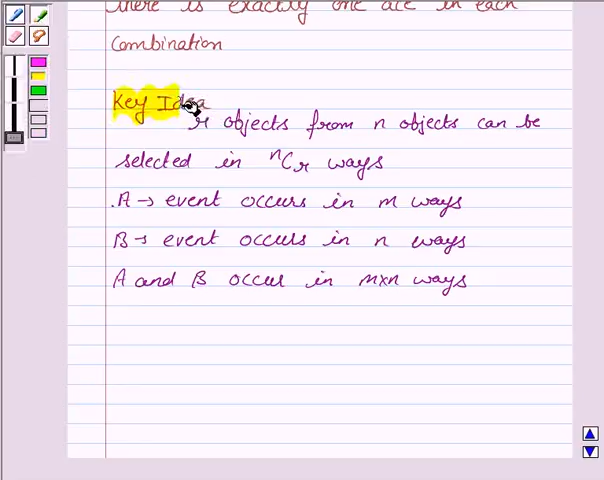 there is exactly one ace in each
combination
Key Idea
r objects from n objects can be
selected in ⁿCᵣ ways
.A → event occurs in m ways
B → event occurs in n ways
A and B occur in m×n ways